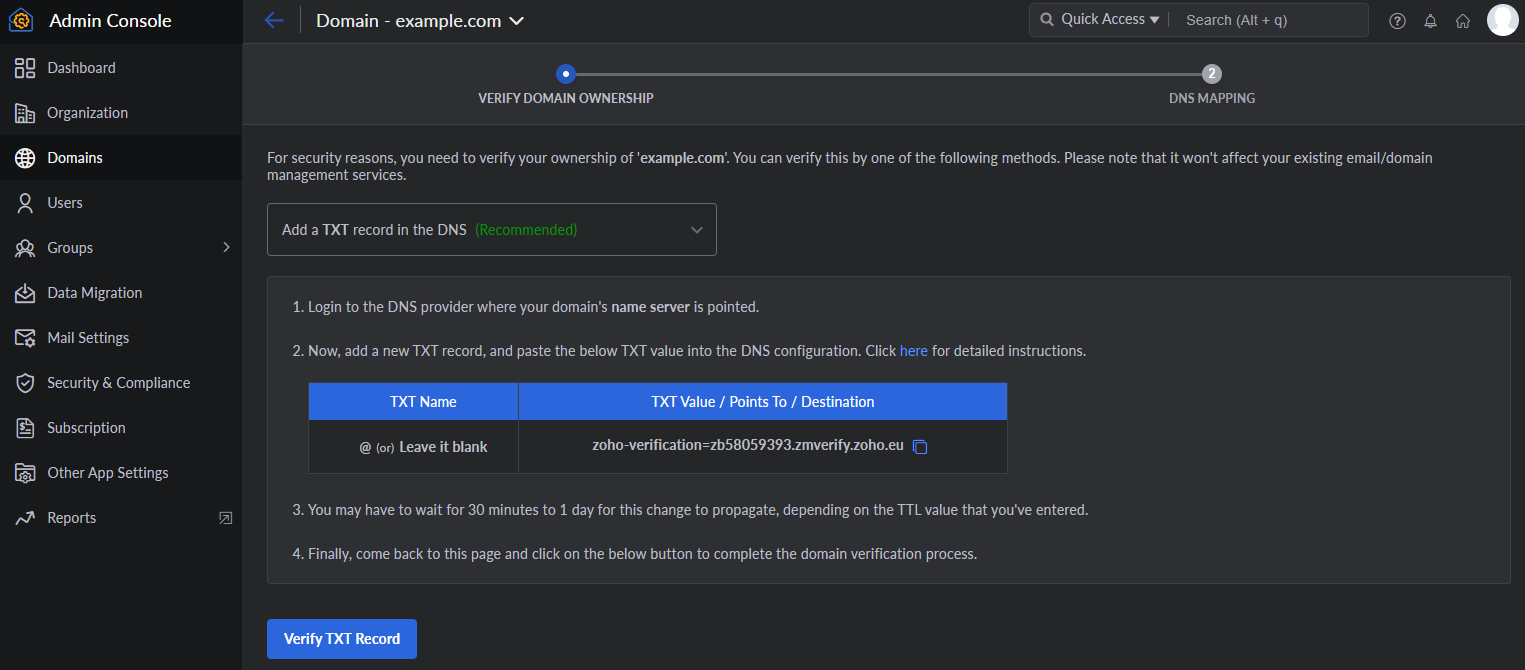 Admin Console
Domain - example.com
Quick Access
Search (Alt + q)
Dashboard
Organization
Domains
Users
Groups
Data Migration
Mail Settings
Security & Compliance
Subscription
Other App Settings
Reports
2
VERIFY DOMAIN OWNERSHIP
DNS MAPPING
For security reasons, you need to verify your ownership of 'example.com'. You can verify this by one of the following methods. Please note that it won't affect your existing email/domain
management services.
Add a TXT record in the DNS (Recommended)
1. Login to the DNS provider where your domain's name server is pointed.
2. Now, add a new TXT record, and paste the below TXT value into the DNS configuration. Click here for detailed instructions.
TXT Name
TXT Value / Points To / Destination
@ (or) Leave it blank
zoho-verification=zb58059393.zmverify.zoho.eu
3. You may have to wait for 30 minutes to 1 day for this change to propagate, depending on the TTL value that you've entered.
4. Finally, come back to this page and click on the below button to complete the domain verification process.
Verify TXT Record